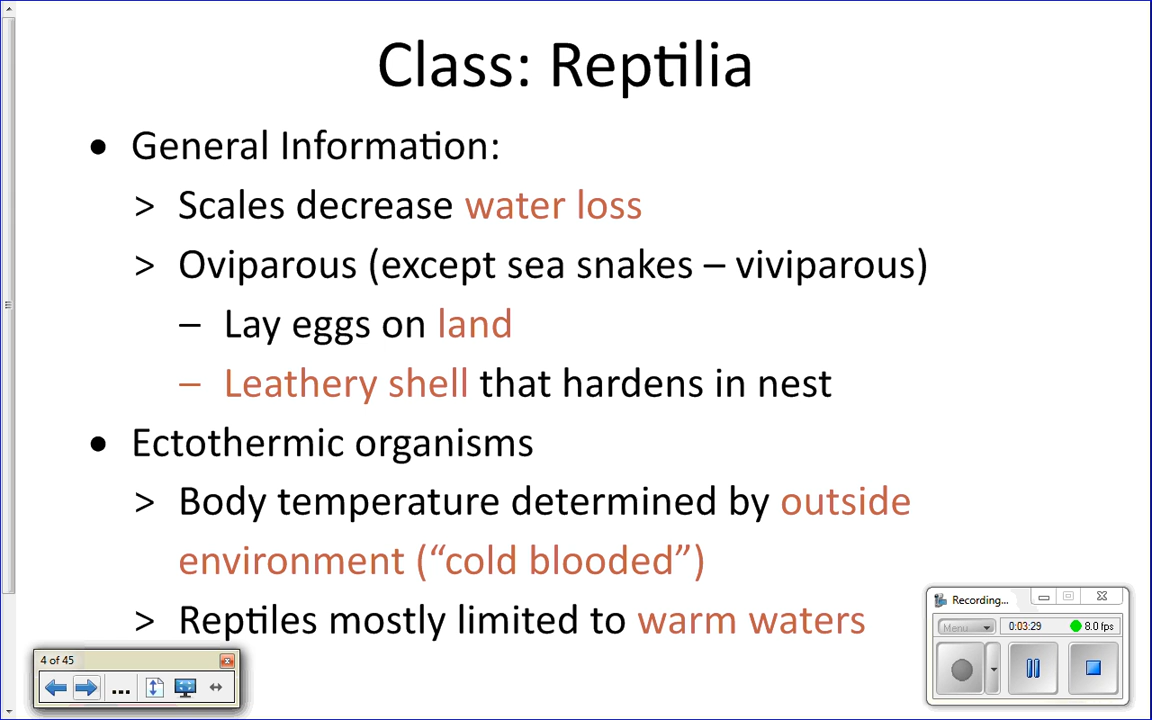 Class: Reptilia
• General Information:
> Scales decrease water loss
> Oviparous (except sea snakes – viviparous)
– Lay eggs on land
– Leathery shell that hardens in nest
• Ectothermic organisms
> Body temperature determined by outside
environment (“cold blooded”)
> Reptiles mostly limited to warm waters
Recording...
Menu
0:03:29
8.0 fps
4 of 45
...